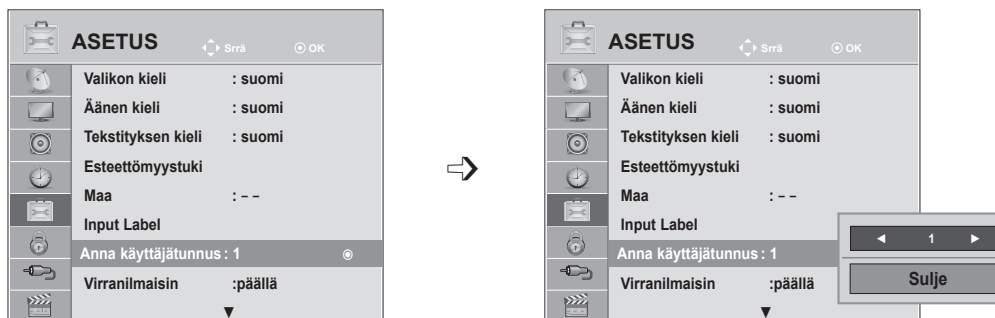 ASETUS Srrä OK
Valikon kieli : suomi
Äänen kieli : suomi
Tekstityksen kieli : suomi
Esteettömyystuki
Maa : – –
Input Label
Anna käyttäjätunnus : 1
Virranilmaisin :päällä
ASETUS Srrä OK
Valikon kieli : suomi
Äänen kieli : suomi
Tekstityksen kieli : suomi
Esteettömyystuki
Maa : – –
Input Label
Anna käyttäjätunnus : 1
Virranilmaisin :päällä
◄ 1 ►
Sulje